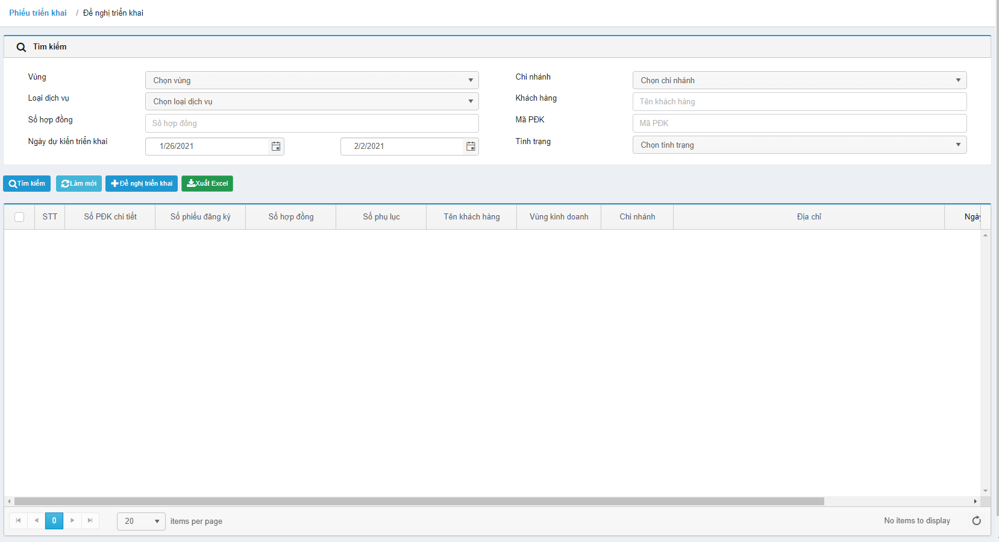 Phiếu triển khai / Đề nghị triển khai
Tìm kiếm
Vùng Chọn vùng Chi nhánh Chọn chi nhánh
Loại dịch vụ Chọn loại dịch vụ Khách hàng Tên khách hàng
Số hợp đồng Số hợp đồng Mã PĐK Mã PĐK
Ngày dự kiến triển khai 1/26/2021 2/2/2021 Tình trạng Chọn tình trạng
Tìm kiếm Làm mới Đề nghị triển khai Xuất Excel
STT Số PĐK chi tiết Số phiếu đăng ký Số hợp đồng Số phụ lục Tên khách hàng Vùng kinh doanh Chi nhánh Địa chỉ Ngày
0 20 items per page No items to display